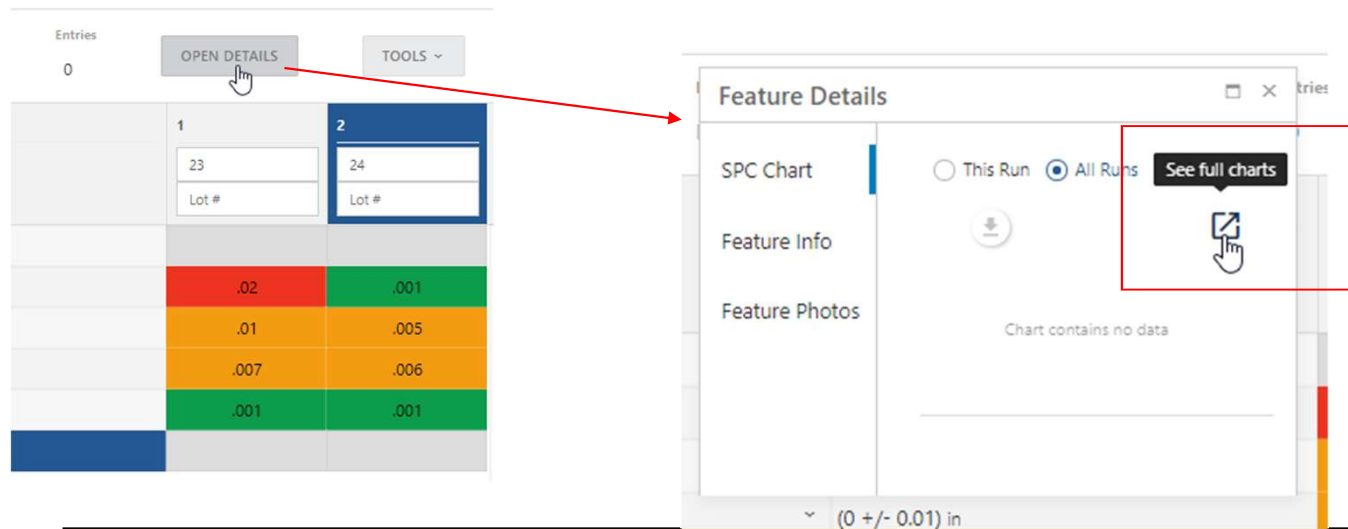 Entries
0
OPEN DETAILS
TOOLS
1
2
23
24
Lot #
Lot #
.02
.001
.01
.005
.007
.006
.001
.001
Feature Details
tries
SPC Chart
This Run
All Runs
See full charts
Feature Info
Feature Photos
Chart contains no data
(0 +/- 0.01) in